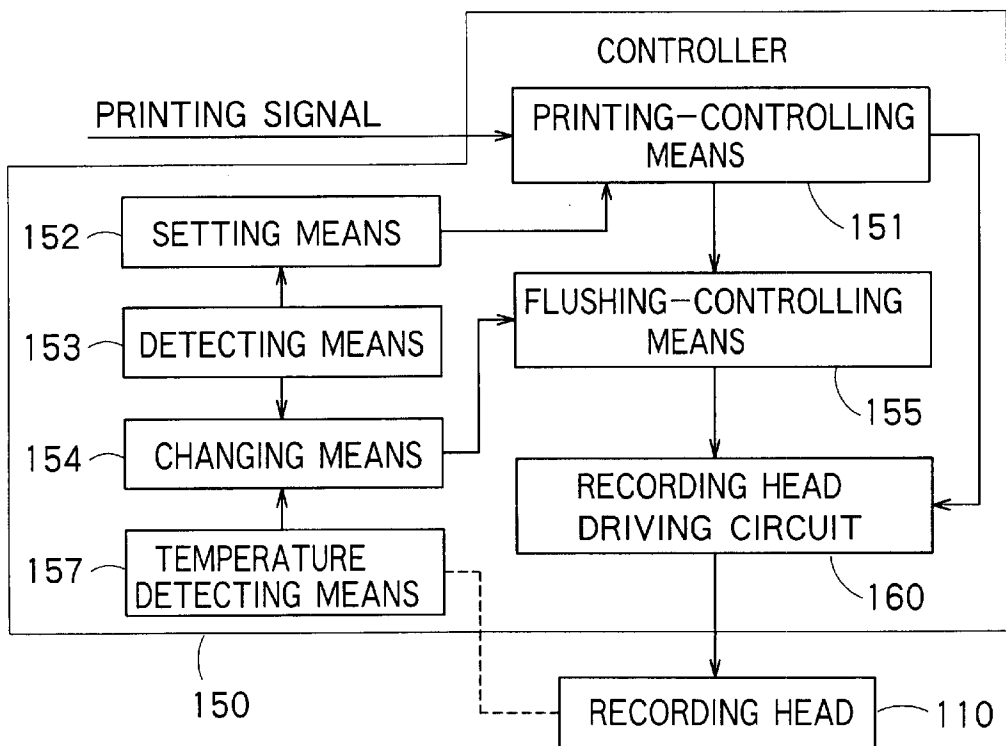 CONTROLLER
PRINTING SIGNAL
PRINTING-CONTROLLING
MEANS
151
152
SETTING MEANS
FLUSHING-CONTROLLING
MEANS
155
153
DETECTING MEANS
154
CHANGING MEANS
RECORDING HEAD
DRIVING CIRCUIT
160
157
TEMPERATURE
DETECTING MEANS
150
RECORDING HEAD
110